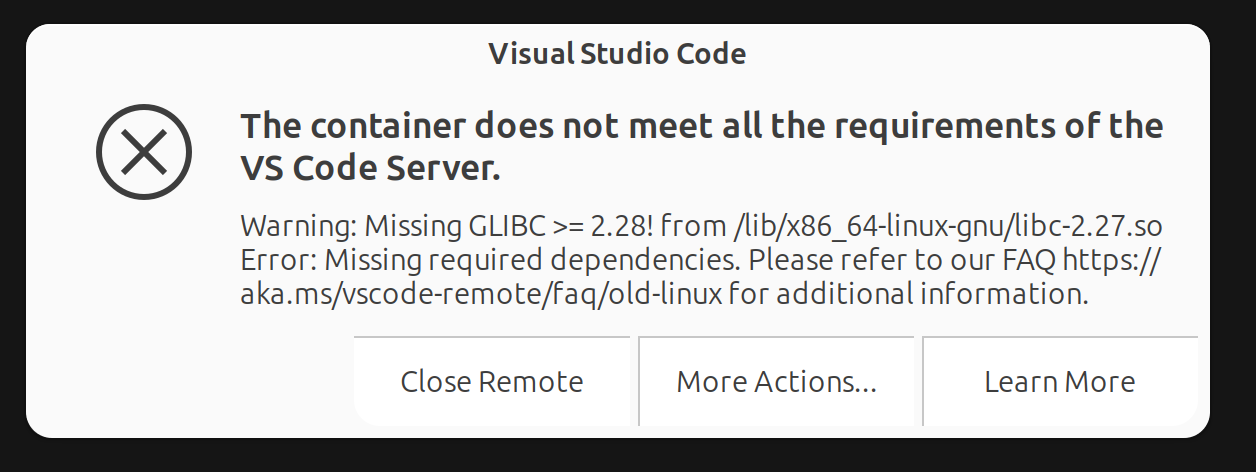 Visual Studio Code
The container does not meet all the requirements of the
VS Code Server.
Warning: Missing GLIBC >= 2.28! from /lib/x86_64-linux-gnu/libc-2.27.so
Error: Missing required dependencies. Please refer to our FAQ https://
aka.ms/vscode-remote/faq/old-linux for additional information.
Close Remote
More Actions...
Learn More